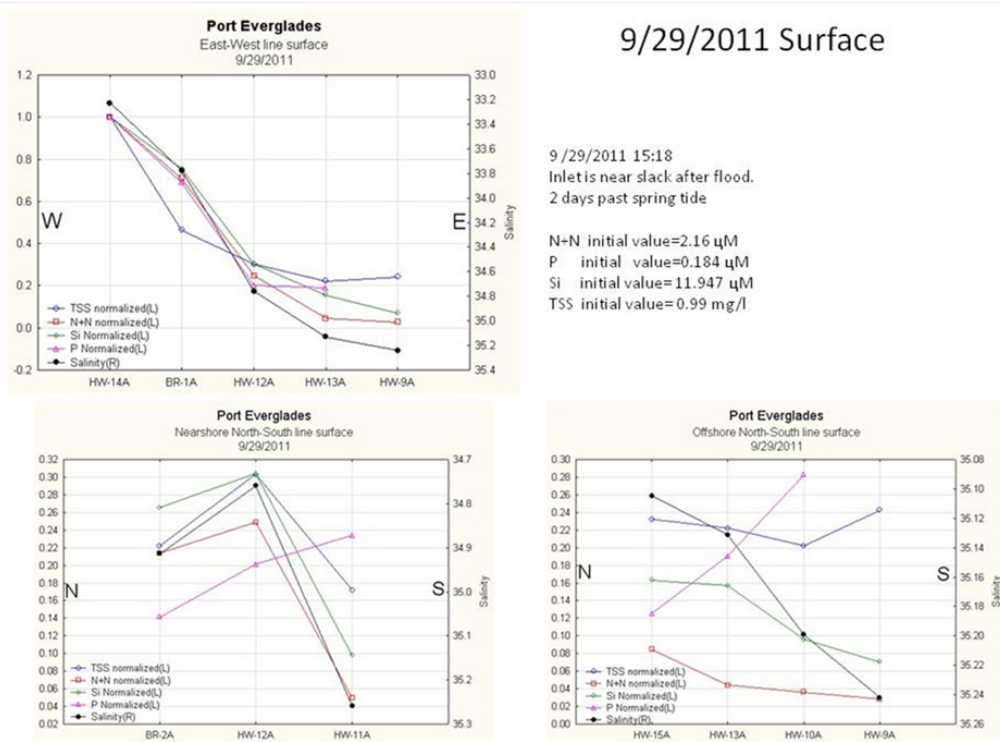 9/29/2011 Surface
Port Everglades
East-West line surface
9/29/2011
1.2
1.0
0.8
0.6
0.4
0.2
0.0
-0.2
33.0
33.2
33.4
33.6
33.8
34.0
34.2
34.4
34.6
34.8
35.0
35.2
35.4
Salinity
W
E
TSS normalized(L)
N+N normalized(L)
Si Normalized(L)
P Normalized(L)
Salinity(R)
HW-14A BR-1A HW-12A HW-13A HW-9A
9/29/2011 15:18
Inlet is near slack after flood.
2 days past spring tide
N+N initial value=2.16 цM
P initial value=0.184 цM
Si initial value=11.947 цM
TSS initial value= 0.99 mg/l
Port Everglades
Nearshore North-South line surface
9/29/2011
0.32
0.30
0.28
0.26
0.24
0.22
0.20
0.18
0.16
0.14
0.12
0.10
0.08
0.06
0.04
0.02
34.7
34.8
34.9
35.0
35.1
35.2
35.3
Salinity
N
S
TSS normalized(L)
N+N normalized(L)
Si Normalized(L)
P Normalized(L)
Salinity(R)
BR-2A HW-12A HW-11A
Port Everglades
Offshore North-South line surface
9/29/2011
0.30
0.28
0.26
0.24
0.22
0.20
0.18
0.16
0.14
0.12
0.10
0.08
0.06
0.04
0.02
0.00
35.08
35.10
35.12
35.14
35.16
35.18
35.20
35.22
35.24
35.26
Salinity
N
S
TSS normalized(L)
N+N normalized(L)
Si Normalized(L)
P Normalized(L)
Salinity(R)
HW-15A HW-13A HW-10A HW-9A